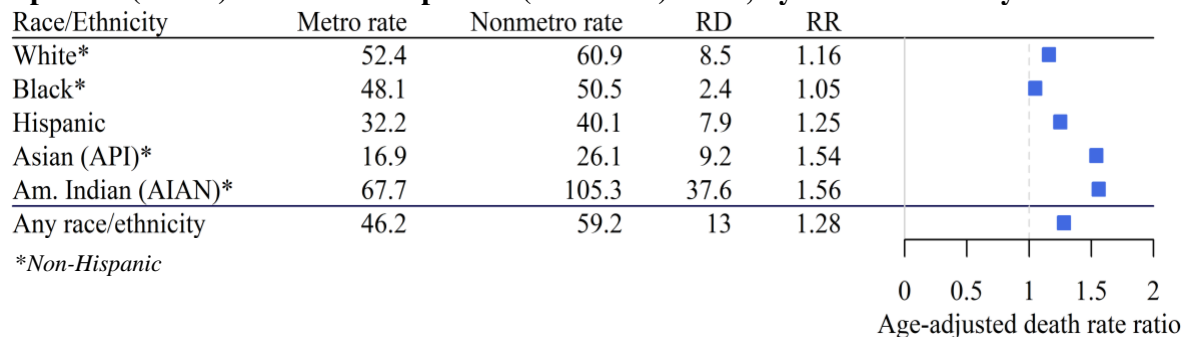 Race/Ethnicity Metro rate Nonmetro rate RD RR
White* 52.4 60.9 8.5 1.16
Black* 48.1 50.5 2.4 1.05
Hispanic 32.2 40.1 7.9 1.25
Asian (API)* 16.9 26.1 9.2 1.54
Am. Indian (AIAN)* 67.7 105.3 37.6 1.56
Any race/ethnicity 46.2 59.2 13 1.28
*Non-Hispanic
0 0.5 1 1.5 2
Age-adjusted death rate ratio